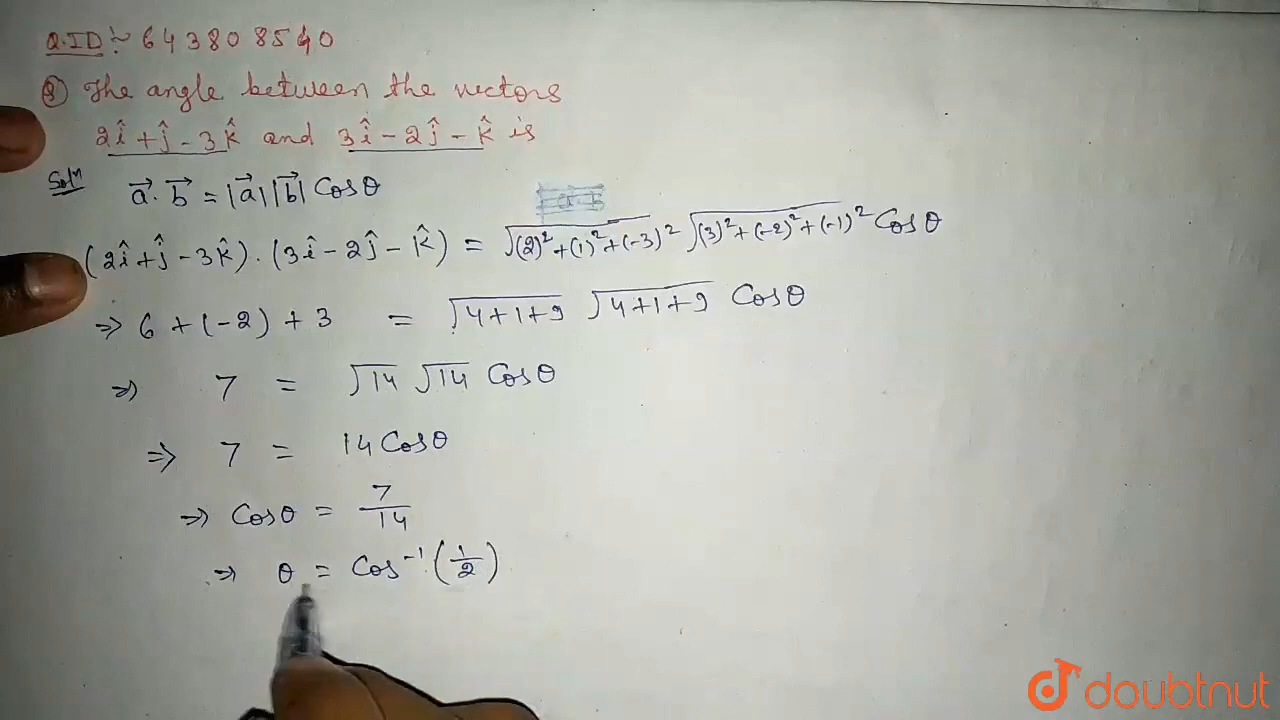 Q.ID:~ 643808540
Q) The angle between the vectors
2î + ĵ - 3k̂ and 3î - 2ĵ - k̂ is
Solⁿ a⃗ . b⃗ = |a⃗| |b⃗| Cosθ
(2î + ĵ - 3k̂) . (3î - 2ĵ - k̂) = √(2)² + (1)² + (-3)² √(3)² + (-2)² + (-1)² Cosθ
⇒ 6 + (-2) + 3 = √4+1+9 √4+1+9 Cosθ
⇒ 7 = √14 √14 Cosθ
⇒ 7 = 14 Cosθ
⇒ Cosθ = 7/14
⇒ θ = Cos⁻¹(1/2)
doubtnut